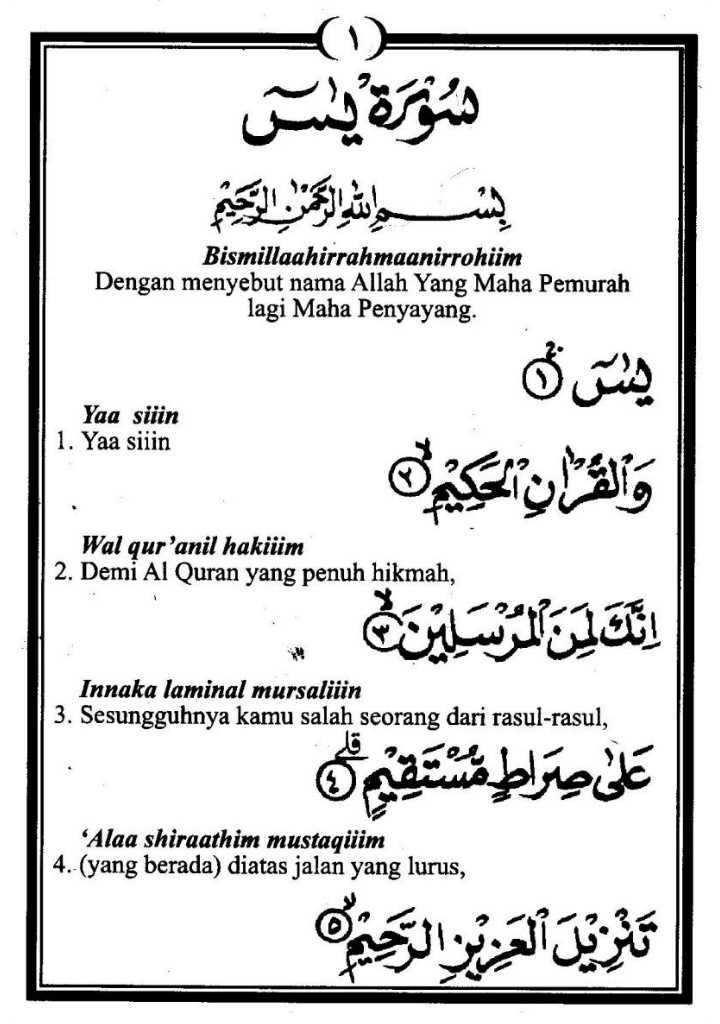 ١
سُوْرَةُ يٰسٓ
بِسْمِ اللهِ الرَّحْمٰنِ الرَّحِيْمِ
Bismillaahirrahmaanirrohiim
Dengan menyebut nama Allah Yang Maha Pemurah
lagi Maha Penyayang.
يٰسٓ ۚ ١
Yaa siiin
1. Yaa siiin
وَالْقُرْاٰنِ الْحَكِيْمِ ۙ ٢
Wal qur’anil hakiiim
2. Demi Al Quran yang penuh hikmah,
اِنَّكَ لَمِنَ الْمُرْسَلِيْنَ ۙ ٣
Innaka laminal mursaliiin
3. Sesungguhnya kamu salah seorang dari rasul-rasul,
عَلٰى صِرَاطٍ مُّسْتَقِيْمٍ ۗ ٤
‘Alaa shiraathim mustaqiiim
4. (yang berada) diatas jalan yang lurus,
تَنْزِيْلَ الْعَزِيْزِ الرَّحِيْمِ ۙ ٥